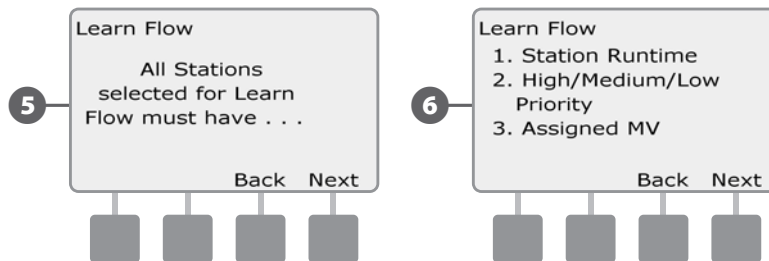 5
Learn Flow
All Stations
selected for Learn
Flow must have . . .
Back Next
6
Learn Flow
1. Station Runtime
2. High/Medium/Low
Priority
3. Assigned MV
Back Next